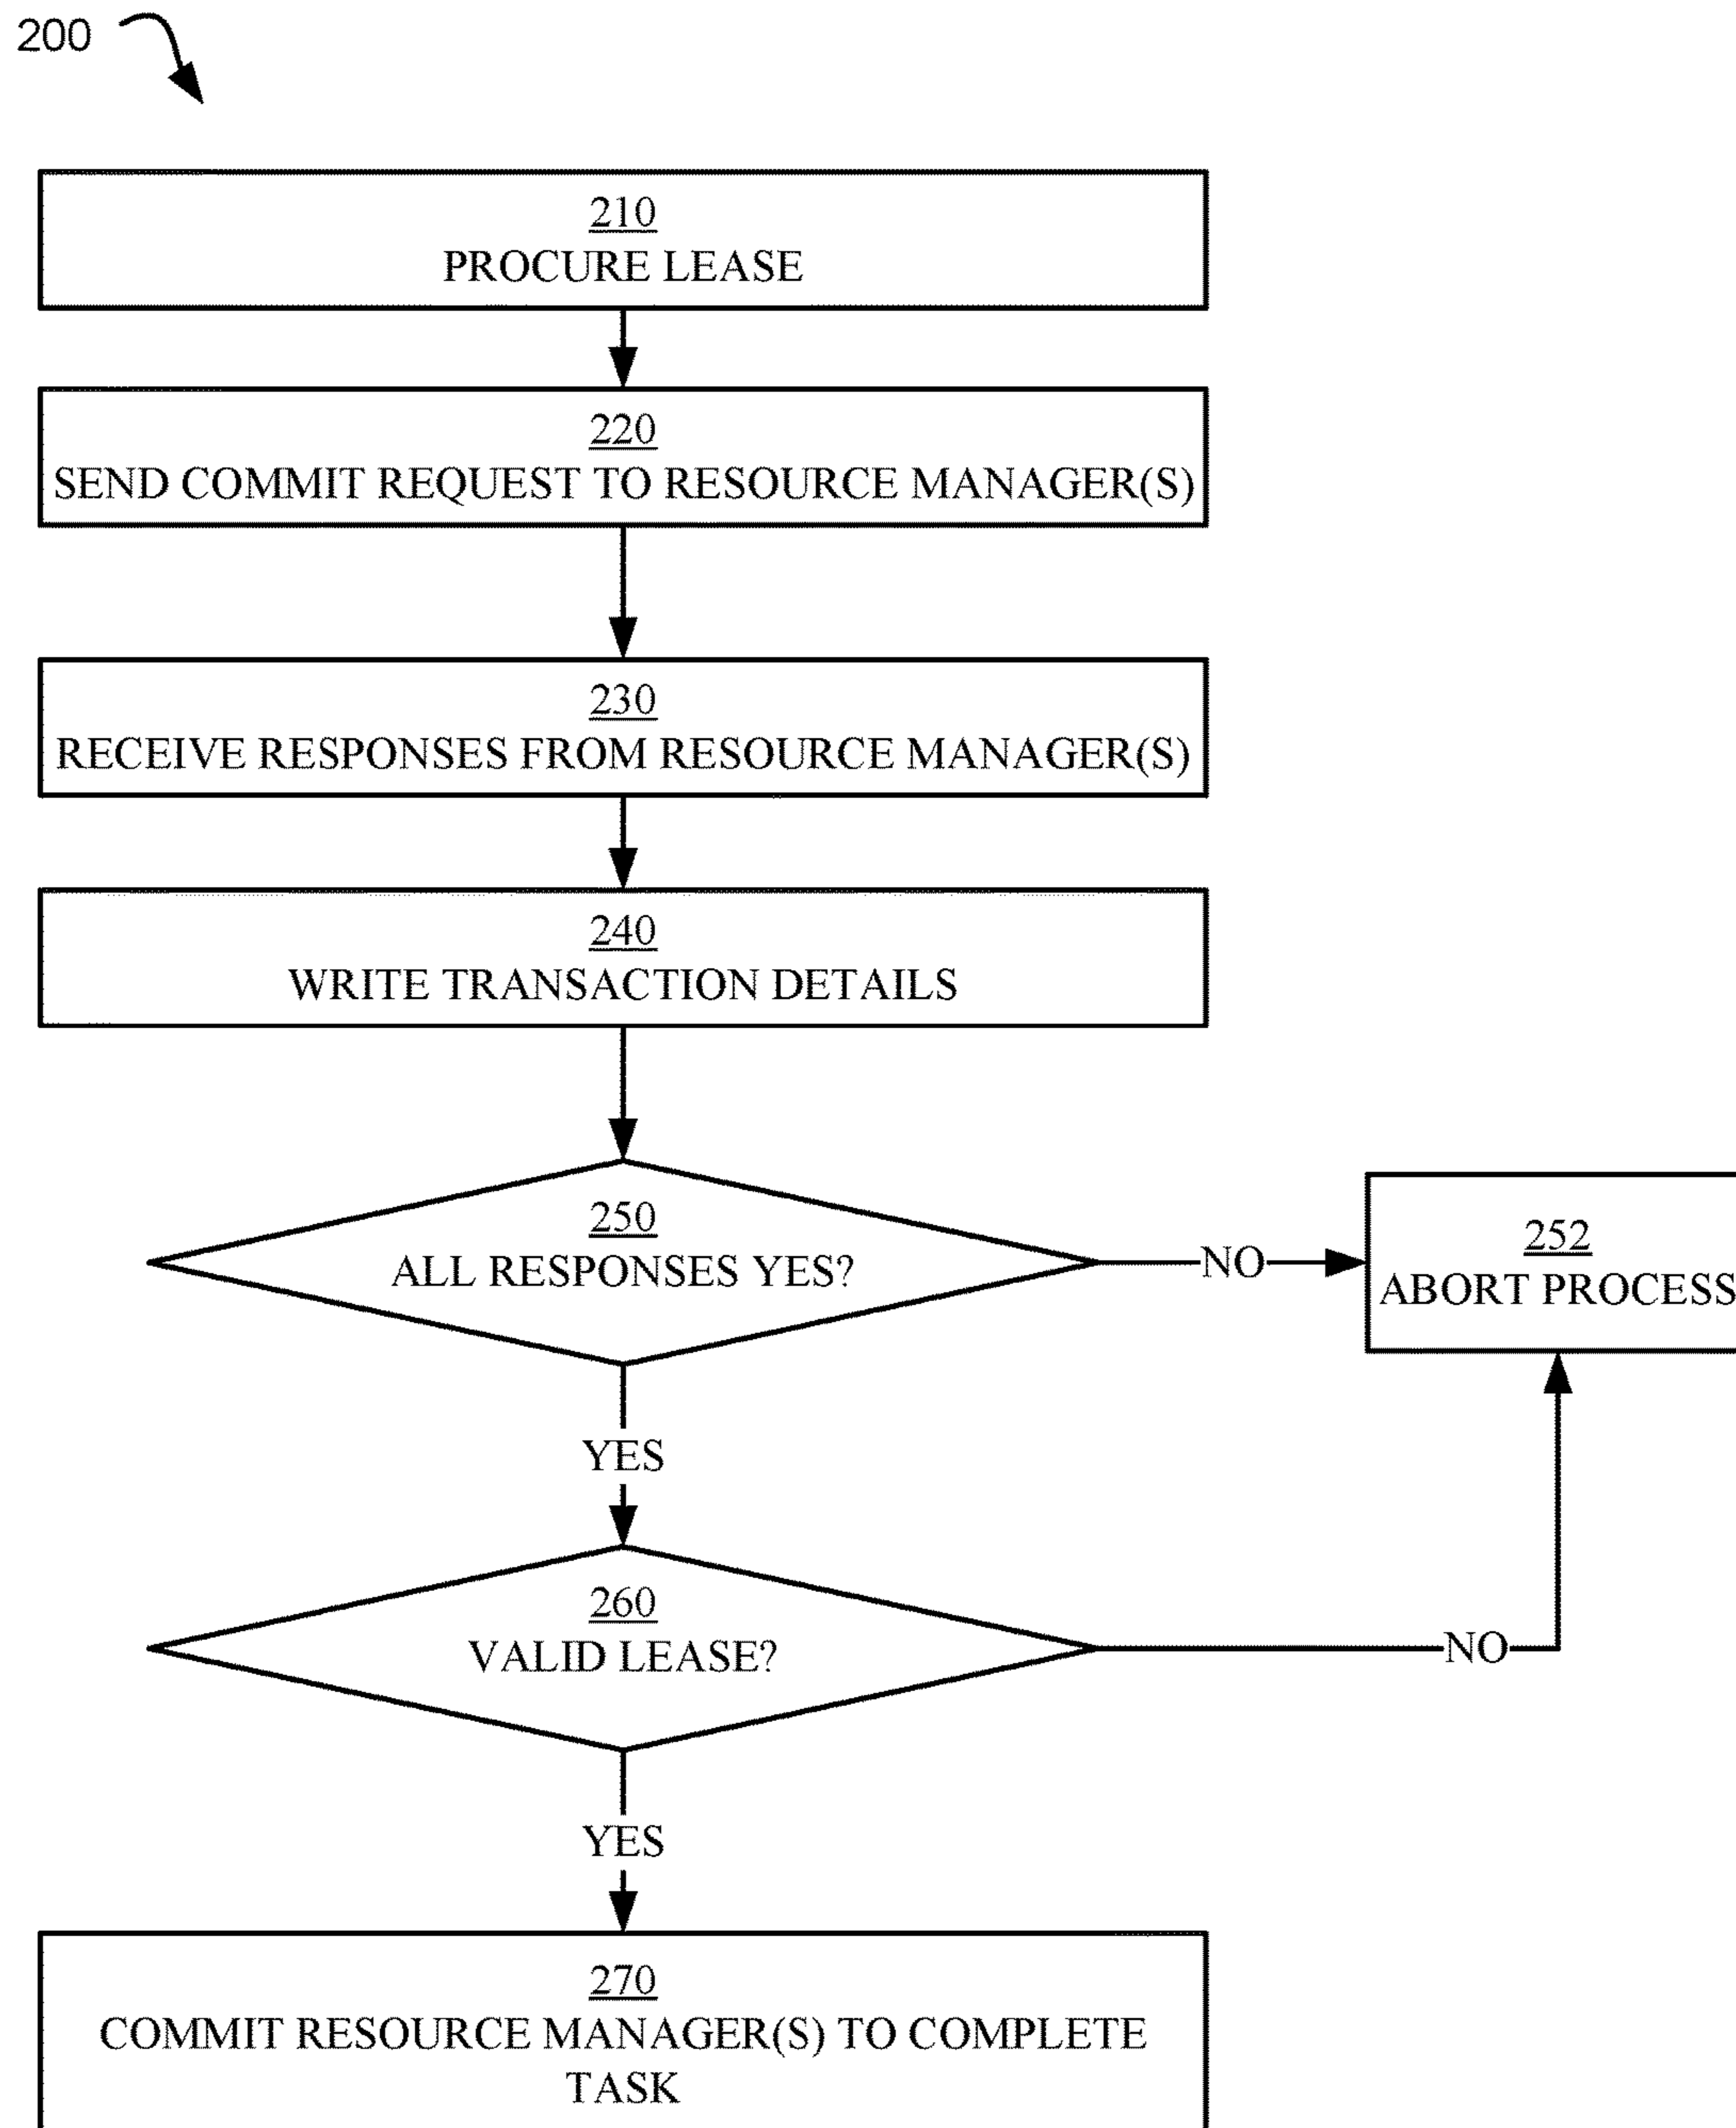 200
210
PROCURE LEASE
220
SEND COMMIT REQUEST TO RESOURCE MANAGER(S)
230
RECEIVE RESPONSES FROM RESOURCE MANAGER(S)
240
WRITE TRANSACTION DETAILS
250
ALL RESPONSES YES?
NO
252
ABORT PROCESS
YES
260
VALID LEASE?
NO
YES
270
COMMIT RESOURCE MANAGER(S) TO COMPLETE
TASK